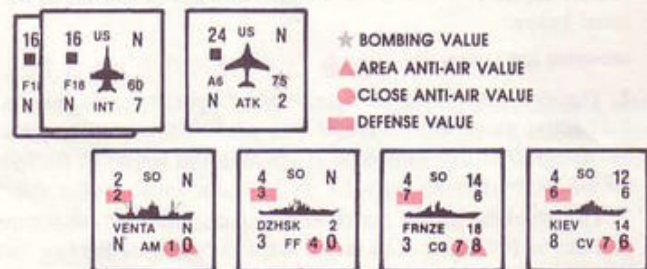 16
F1
N
16 US N
F18 60
N INT 7
24 US N
A6 75
N ATK 2
BOMBING VALUE
AREA ANTI-AIR VALUE
CLOSE ANTI-AIR VALUE
DEFENSE VALUE
2 SO N
2
VENTA N
N AM 1 0
4 SO N
3
DZHSK 2
3 FF 4 0
4 SO 14
7 6
FRNZE 18
3 CG 7 8
4 SO 12
6 6
KIEV 14
8 CV 7 6